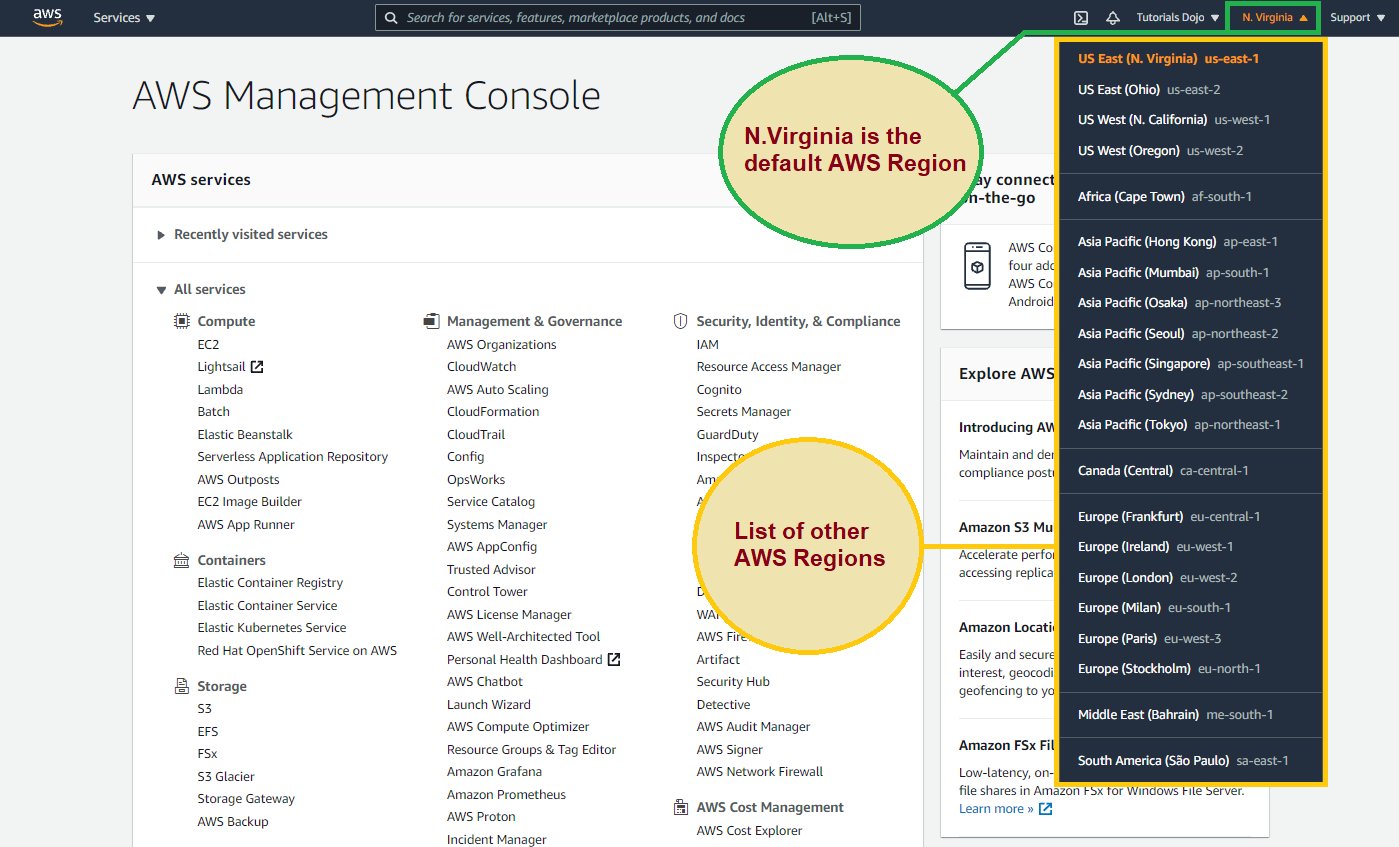 aws
Services
Search for services, features, marketplace products, and docs
[Alt+S]
Tutorials Dojo
N. Virginia
Support
AWS Management Console
AWS services
Recently visited services
All services
Compute
EC2
Lightsail
Lambda
Batch
Elastic Beanstalk
Serverless Application Repository
AWS Outposts
EC2 Image Builder
AWS App Runner
Containers
Elastic Container Registry
Elastic Container Service
Elastic Kubernetes Service
Red Hat OpenShift Service on AWS
Storage
S3
EFS
FSx
S3 Glacier
Storage Gateway
AWS Backup
Management & Governance
AWS Organizations
CloudWatch
AWS Auto Scaling
CloudFormation
CloudTrail
Config
OpsWorks
Service Catalog
Systems Manager
AWS AppConfig
Trusted Advisor
Control Tower
AWS License Manager
AWS Well-Architected Tool
Personal Health Dashboard
AWS Chatbot
Launch Wizard
AWS Compute Optimizer
Resource Groups & Tag Editor
Amazon Grafana
Amazon Prometheus
AWS Proton
Incident Manager
Security, Identity, & Compliance
IAM
Resource Access Manager
Cognito
Secrets Manager
GuardDuty
AWS
Artifact
Security Hub
Detective
AWS Audit Manager
AWS Signer
AWS Network Firewall
AWS Cost Management
AWS Cost Explorer
N.Virginia is the
default AWS Region
List of other
AWS Regions
on-the-go
AWS
four
AWS
Android
Explore AWS
Introducing
Maintain and
compliance
Amazon S3
Accelerate
accessing
Amazon
Easily and secure
interest,
geofencing to
Amazon FSx
Low-latency,
file shares in Amazon FSx for Windows File Server.
Learn more »
US East (N. Virginia) us-east-1
US East (Ohio) us-east-2
US West (N. California) us-west-1
US West (Oregon) us-west-2
Africa (Cape Town) af-south-1
Asia Pacific (Hong Kong) ap-east-1
Asia Pacific (Mumbai) ap-south-1
Asia Pacific (Osaka) ap-northeast-3
Asia Pacific (Seoul) ap-northeast-2
Asia Pacific (Singapore) ap-southeast-1
Asia Pacific (Sydney) ap-southeast-2
Asia Pacific (Tokyo) ap-northeast-1
Canada (Central) ca-central-1
Europe (Frankfurt) eu-central-1
Europe (Ireland) eu-west-1
Europe (London) eu-west-2
Europe (Milan) eu-south-1
Europe (Paris) eu-west-3
Europe (Stockholm) eu-north-1
Middle East (Bahrain) me-south-1
South America (São Paulo) sa-east-1